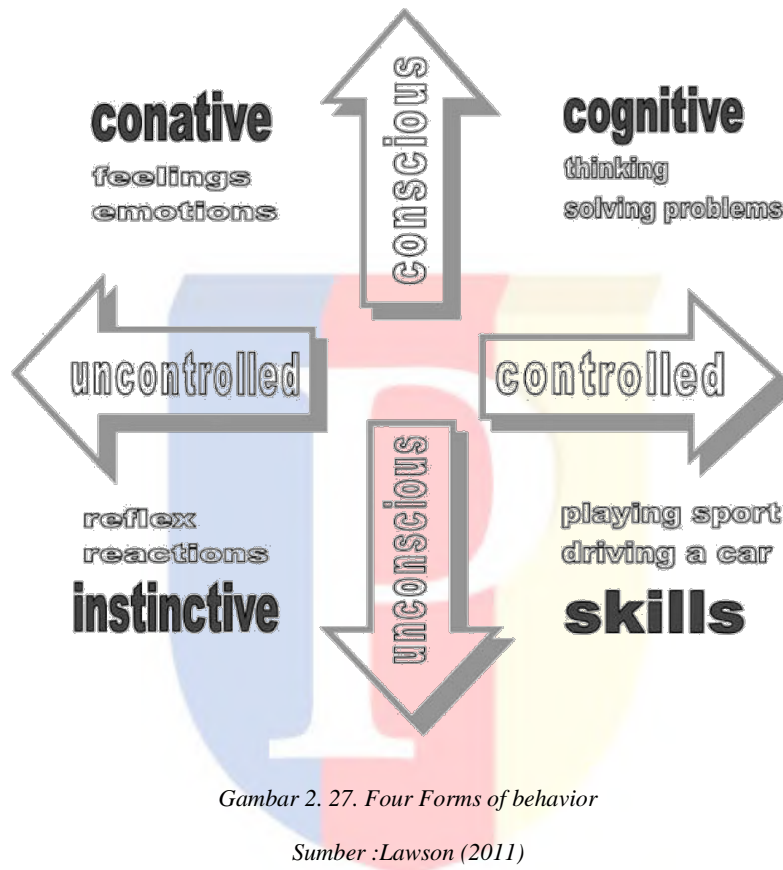 conscious
conative
feelings
emotions
cognitive
thinking
solving problems
uncontrolled
controlled
unconscious
reflex
reactions
instinctive
playing sport
driving a car
skills
Gambar 2. 27. Four Forms of behavior
Sumber :Lawson (2011)